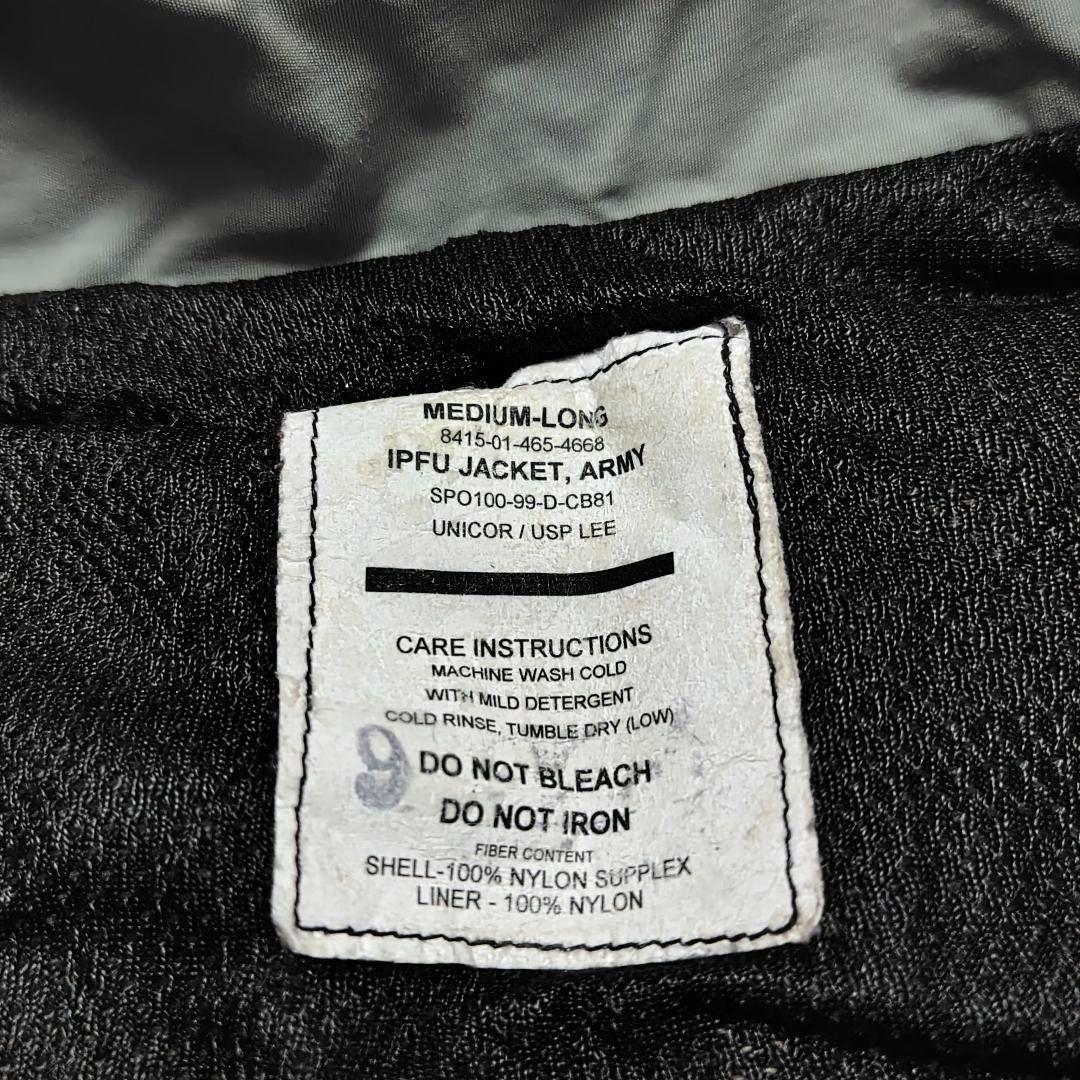 MEDIUM-LONG
8415-01-465-4668
IPFU JACKET, ARMY
SPO100-99-D-CB81
UNICOR / USP LEE
CARE INSTRUCTIONS
MACHINE WASH COLD
WITH MILD DETERGENT
COLD RINSE, TUMBLE DRY (LOW)
9
DO NOT BLEACH
DO NOT IRON
FIBER CONTENT
SHELL-100% NYLON SUPPLEX
LINER - 100% NYLON